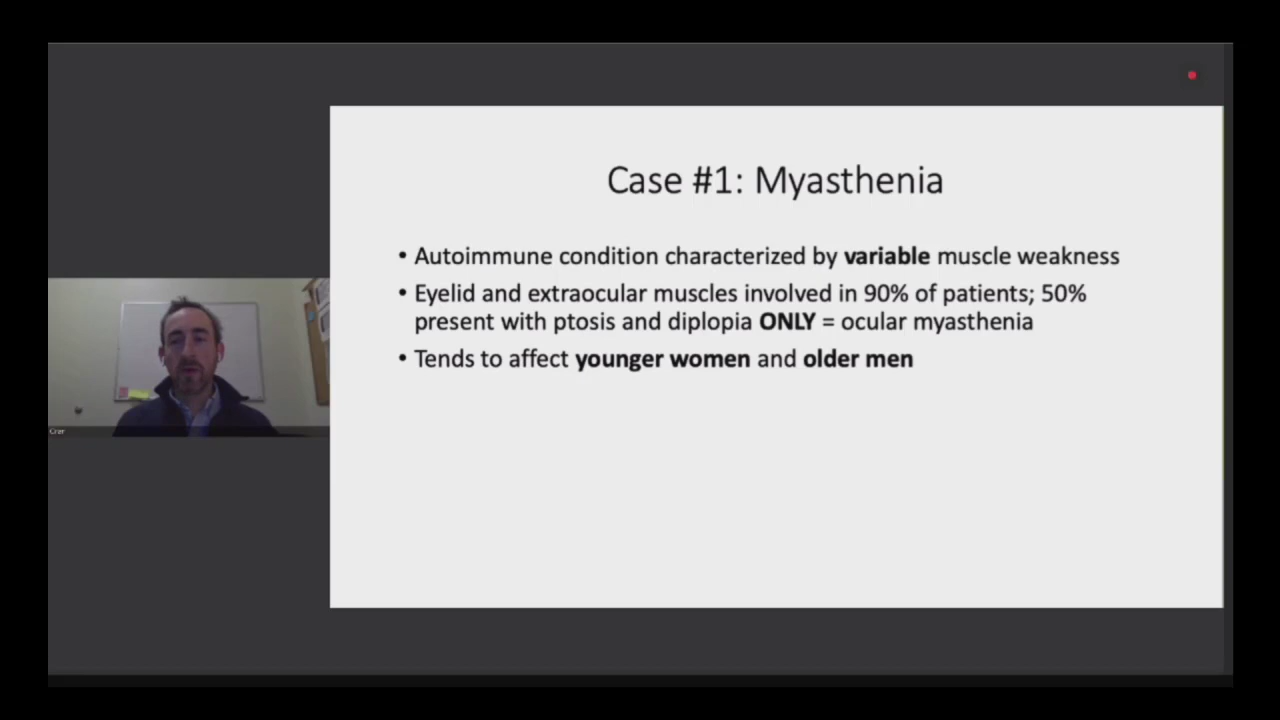 Case #1: Myasthenia
• Autoimmune condition characterized by variable muscle weakness
• Eyelid and extraocular muscles involved in 90% of patients; 50%
present with ptosis and diplopia ONLY = ocular myasthenia
• Tends to affect younger women and older men